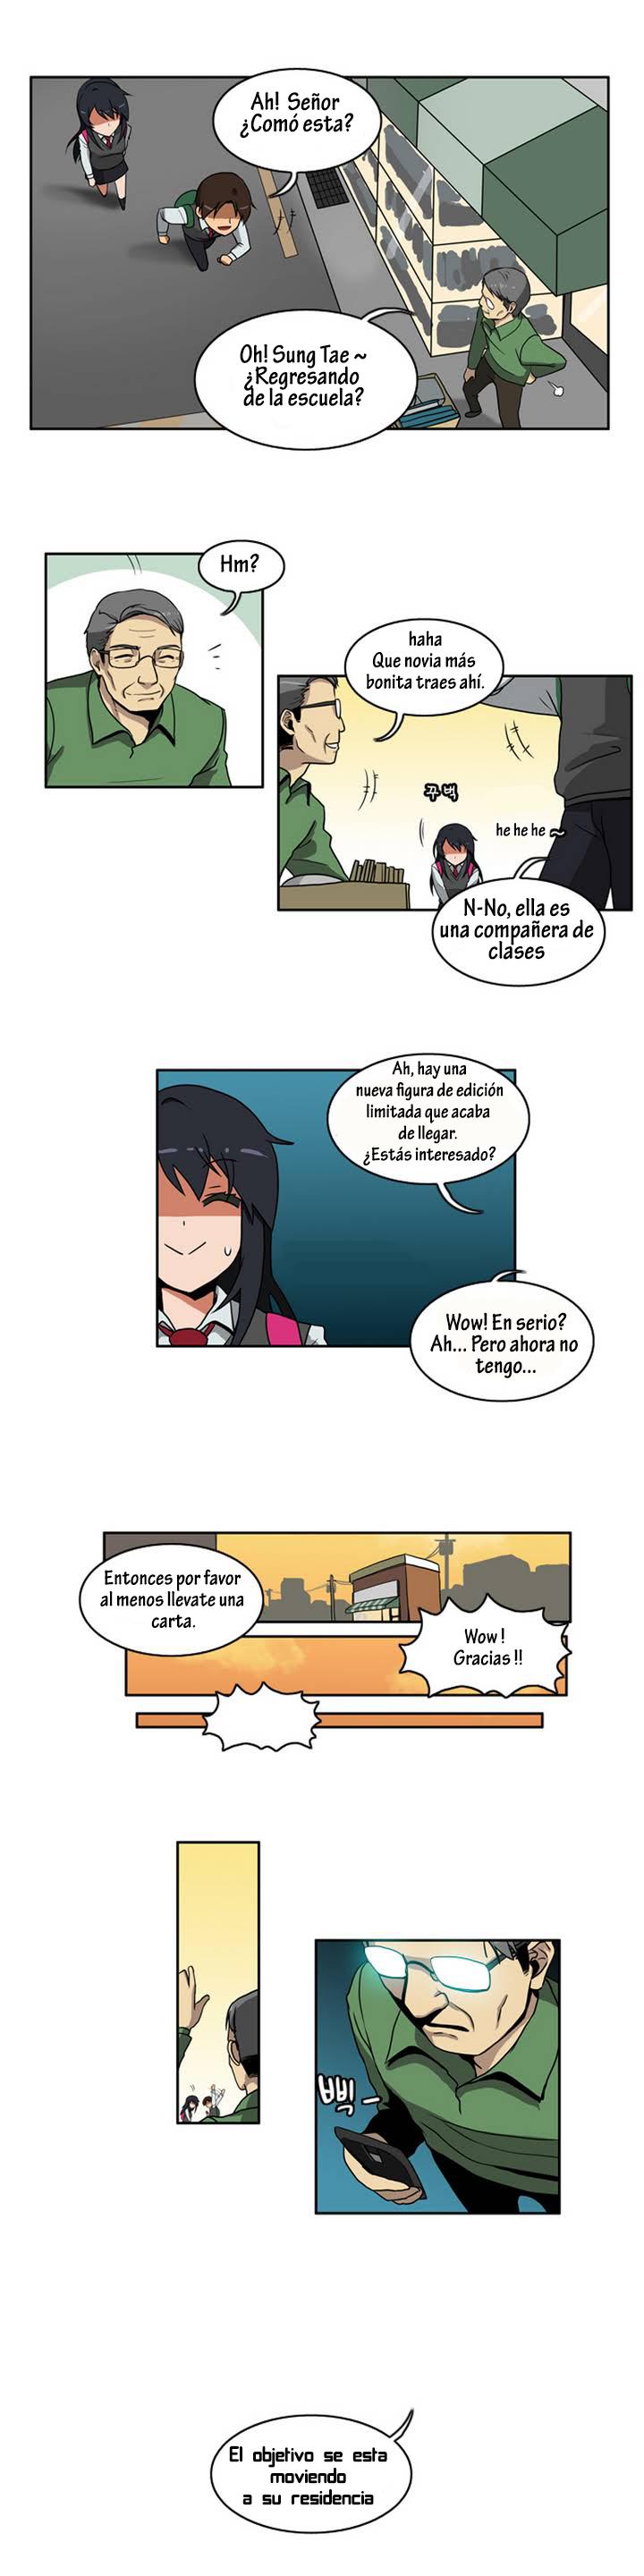 Ah! Señor
¿Comó esta?
Oh! Sung Tae ~
¿Regresando
de la escuela?
Hm?
haha
Que novia más
bonita traes ahí.
꾸벅
he he he ~
N-No, ella es
una compañera de
clases
Ah, hay una
nueva figura de edición
limitada que acaba
de llegar.
¿Estás interesado?
Wow! En serio?
Ah... Pero ahora no
tengo...
Entonces por favor
al menos llevate una
carta.
Wow !
Gracias !!
삐 -
El objetivo se esta
moviendo
a su residencia